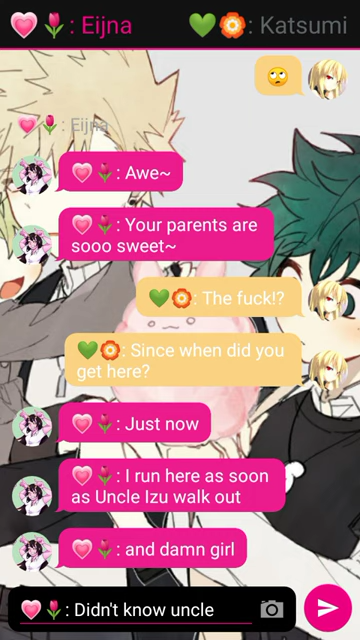 💗🌷: Eijna 💚🏵️: Katsumi
🙄
💗🌷: Eijna
💗🌷: Awe~
💗🌷: Your parents are
sooo sweet~
💚🏵️: The fuck!?
💚🏵️: Since when did you
get here?
💗🌷: Just now
💗🌷: I run here as soon
as Uncle Izu walk out
💗🌷: and damn girl
💗🌷: Didn't know uncle